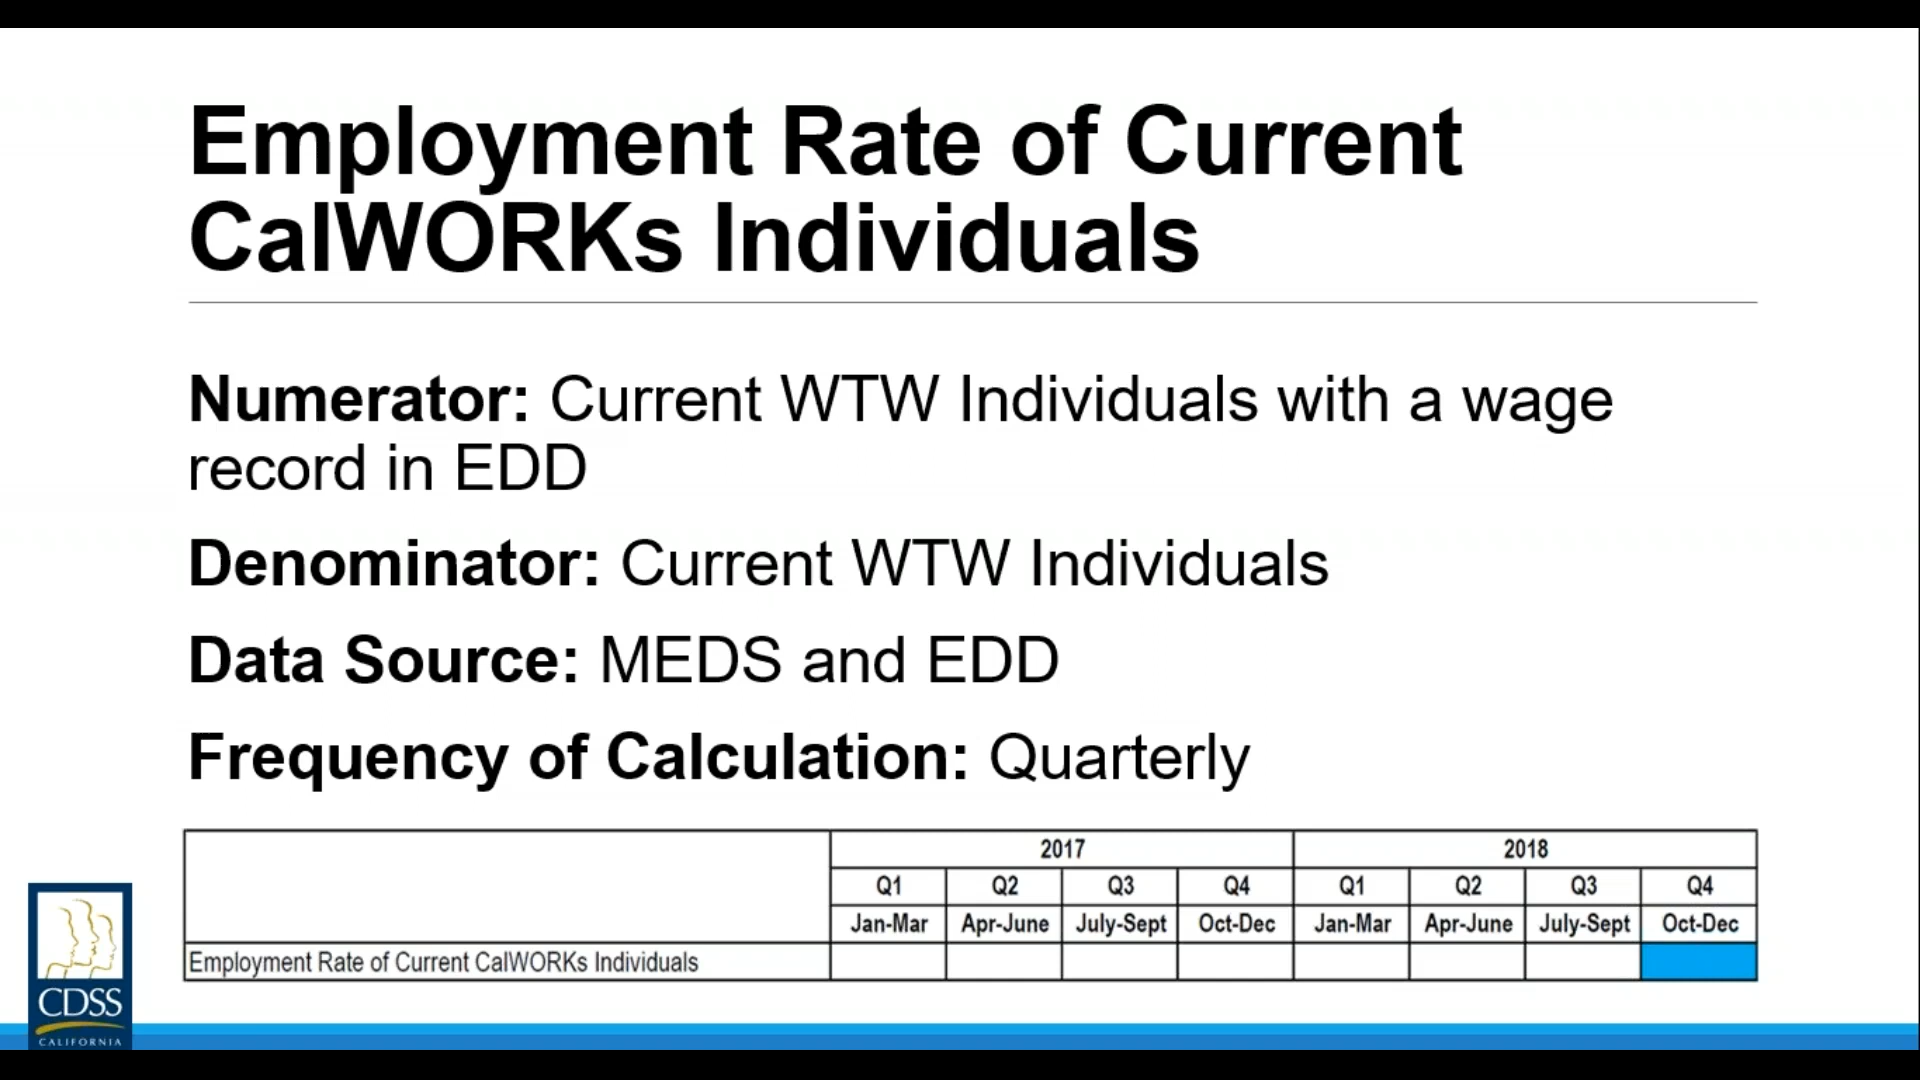 Employment Rate of Current
CalWORKs Individuals
Numerator: Current WTW Individuals with a wage
record in EDD
Denominator: Current WTW Individuals
Data Source: MEDS and EDD
Frequency of Calculation: Quarterly
2017 2018
Q1 Q2 Q3 Q4 Q1 Q2 Q3 Q4
Jan-Mar Apr-June July-Sept Oct-Dec Jan-Mar Apr-June July-Sept Oct-Dec
Employment Rate of Current CalWORKs Individuals
CDSS
CALIFORNIA